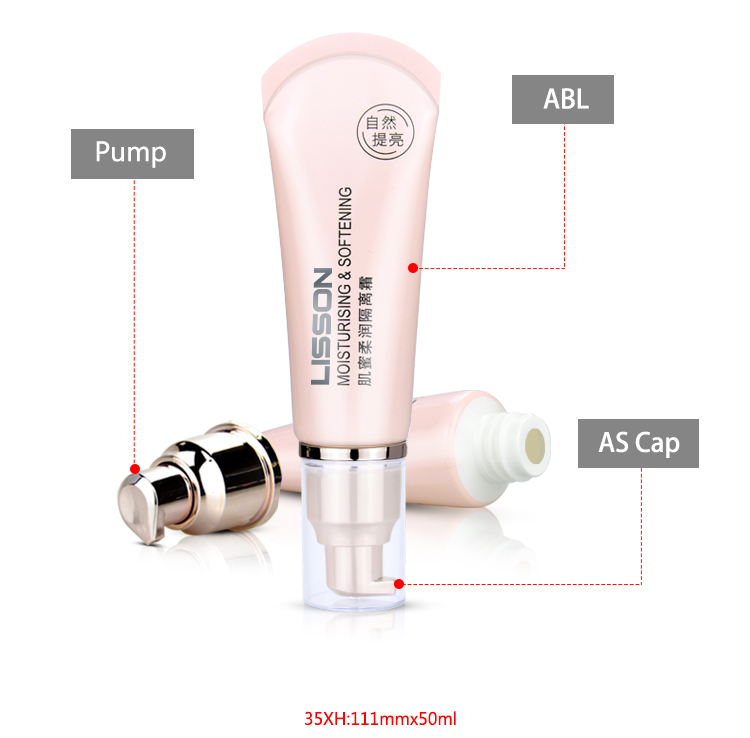 ABL
Pump
自然
提亮
LISSON
MOISTURISING & SOFTENING
肌蜜柔润隔离霜
AS Cap
35XH:111mmx50ml